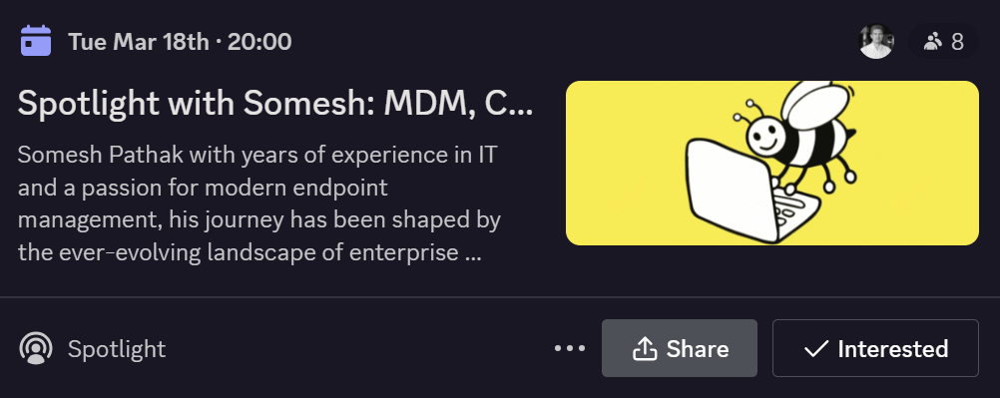 Tue Mar 18th · 20:00
8
Spotlight with Somesh: MDM, C...
Somesh Pathak with years of experience in IT
and a passion for modern endpoint
management, his journey has been shaped by
the ever-evolving landscape of enterprise ...
Spotlight
Share
Interested